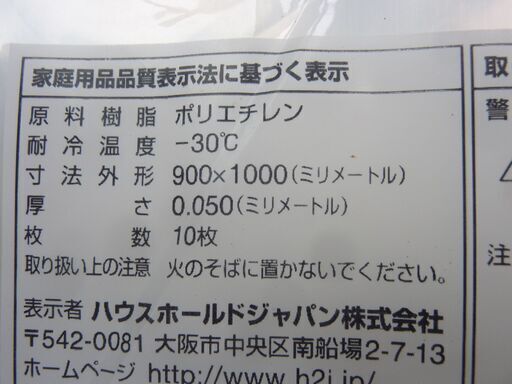 家庭用品品質表示法に基づく表示
原料樹脂 ポリエチレン
耐冷温度 -30℃
寸法外形 900×1000(ミリメートル)
厚さ 0.050(ミリメートル)
枚数 10枚
取り扱い上の注意 火のそばに置かないでください。
表示者 ハウスホールドジャパン株式会社
〒542-0081 大阪市中央区南船場2-7-13
ホームページ http://www.h2j.jp/
取
警
注